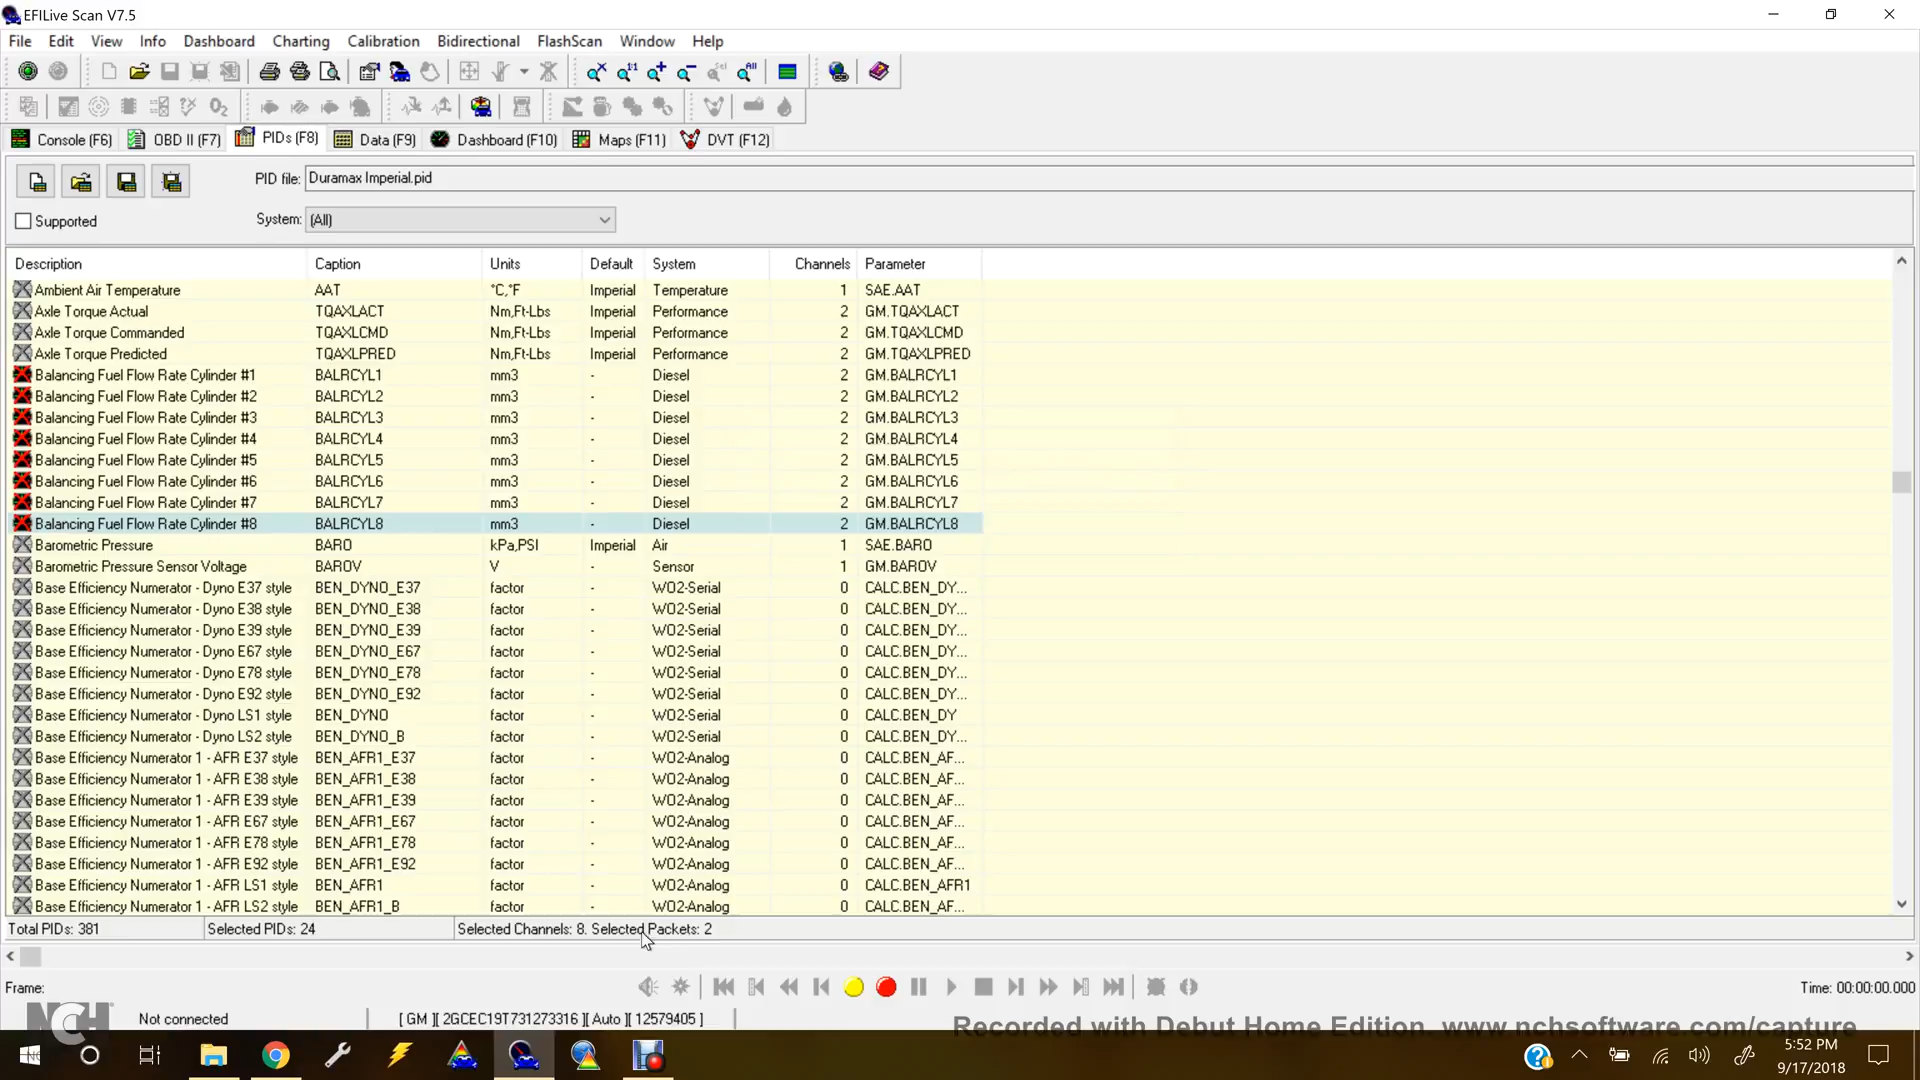 EFILive Scan V7.5
File Edit View Info Dashboard Charting Calibration Bidirectional FlashScan Window Help
Console (F6) OBD II (F7) PIDs (F8) Data (F9) Dashboard (F10) Maps (F11) DVT (F12)
PID file: Duramax Imperial.pid
Supported System: (All)
Description Caption Units Default System Channels Parameter
Ambient Air Temperature AAT °C,°F Imperial Temperature 1 SAE.AAT
Axle Torque Actual TQAXLACT Nm,Ft-Lbs Imperial Performance 2 GM.TQAXLACT
Axle Torque Commanded TQAXLCMD Nm,Ft-Lbs Imperial Performance 2 GM.TQAXLCMD
Axle Torque Predicted TQAXLPRED Nm,Ft-Lbs Imperial Performance 2 GM.TQAXLPRED
Balancing Fuel Flow Rate Cylinder #1 BALRCYL1 mm3 - Diesel 2 GM.BALRCYL1
Balancing Fuel Flow Rate Cylinder #2 BALRCYL2 mm3 - Diesel 2 GM.BALRCYL2
Balancing Fuel Flow Rate Cylinder #3 BALRCYL3 mm3 - Diesel 2 GM.BALRCYL3
Balancing Fuel Flow Rate Cylinder #4 BALRCYL4 mm3 - Diesel 2 GM.BALRCYL4
Balancing Fuel Flow Rate Cylinder #5 BALRCYL5 mm3 - Diesel 2 GM.BALRCYL5
Balancing Fuel Flow Rate Cylinder #6 BALRCYL6 mm3 - Diesel 2 GM.BALRCYL6
Balancing Fuel Flow Rate Cylinder #7 BALRCYL7 mm3 - Diesel 2 GM.BALRCYL7
Balancing Fuel Flow Rate Cylinder #8 BALRCYL8 mm3 - Diesel 2 GM.BALRCYL8
Barometric Pressure BARO kPa,PSI Imperial Air 1 SAE.BARO
Barometric Pressure Sensor Voltage BAROV V - Sensor 1 GM.BAROV
Base Efficiency Numerator - Dyno E37 style BEN_DYNO_E37 factor - WO2-Serial 0 CALC.BEN_DY...
Base Efficiency Numerator - Dyno E38 style BEN_DYNO_E38 factor - WO2-Serial 0 CALC.BEN_DY...
Base Efficiency Numerator - Dyno E39 style BEN_DYNO_E39 factor - WO2-Serial 0 CALC.BEN_DY...
Base Efficiency Numerator - Dyno E67 style BEN_DYNO_E67 factor - WO2-Serial 0 CALC.BEN_DY...
Base Efficiency Numerator - Dyno E78 style BEN_DYNO_E78 factor - WO2-Serial 0 CALC.BEN_DY...
Base Efficiency Numerator - Dyno E92 style BEN_DYNO_E92 factor - WO2-Serial 0 CALC.BEN_DY...
Base Efficiency Numerator - Dyno LS1 style BEN_DYNO factor - WO2-Serial 0 CALC.BEN_DY
Base Efficiency Numerator - Dyno LS2 style BEN_DYNO_B factor - WO2-Serial 0 CALC.BEN_DY...
Base Efficiency Numerator 1 - AFR E37 style BEN_AFR1_E37 factor - WO2-Analog 0 CALC.BEN_AF...
Base Efficiency Numerator 1 - AFR E38 style BEN_AFR1_E38 factor - WO2-Analog 0 CALC.BEN_AF...
Base Efficiency Numerator 1 - AFR E39 style BEN_AFR1_E39 factor - WO2-Analog 0 CALC.BEN_AF...
Base Efficiency Numerator 1 - AFR E67 style BEN_AFR1_E67 factor - WO2-Analog 0 CALC.BEN_AF...
Base Efficiency Numerator 1 - AFR E78 style BEN_AFR1_E78 factor - WO2-Analog 0 CALC.BEN_AF...
Base Efficiency Numerator 1 - AFR E92 style BEN_AFR1_E92 factor - WO2-Analog 0 CALC.BEN_AF...
Base Efficiency Numerator 1 - AFR LS1 style BEN_AFR1 factor - WO2-Analog 0 CALC.BEN_AFR1
Base Efficiency Numerator 1 - AFR LS2 style BEN_AFR1_B factor - WO2-Analog 0 CALC.BEN_AF...
Total PIDs: 381 Selected PIDs: 24 Selected Channels: 8. Selected Packets: 2
Frame: Time: 00:00:00.000
NCH Not connected [ GM ][ 2GCEC19T731273316 ][ Auto ][ 12579405 ]
Recorded with Debut Home Edition. www.nchsoftware.com/capture
5:52 PM
9/17/2018